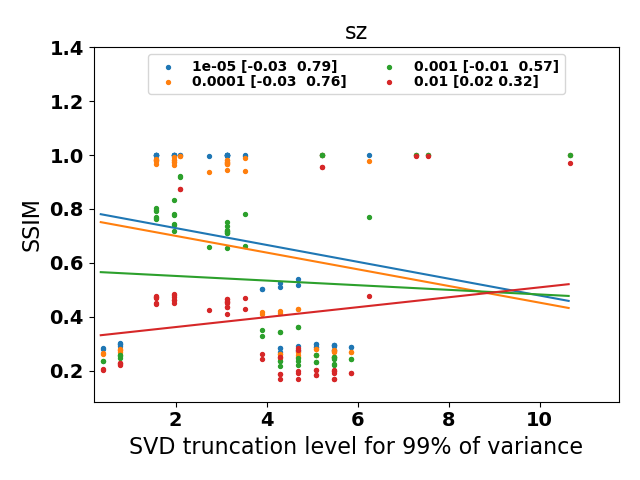 sz
1e-05 [-0.03  0.79]
0.0001 [-0.03  0.76]
0.001 [-0.01  0.57]
0.01 [0.02 0.32]
1.4
1.2
1.0
0.8
0.6
0.4
0.2
SSIM
2 4 6 8 10
SVD truncation level for 99% of variance